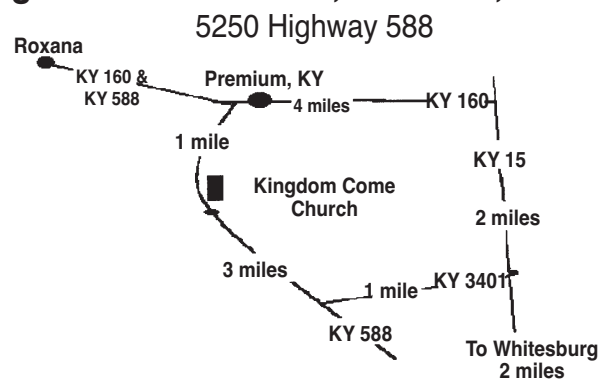 5250 Highway 588
Roxana
KY 160 &
KY 588
Premium, KY
4 miles
KY 160
1 mile
KY 15
Kingdom Come
Church
2 miles
3 miles
1 mile
KY 3401
KY 588
To Whitesburg
2 miles